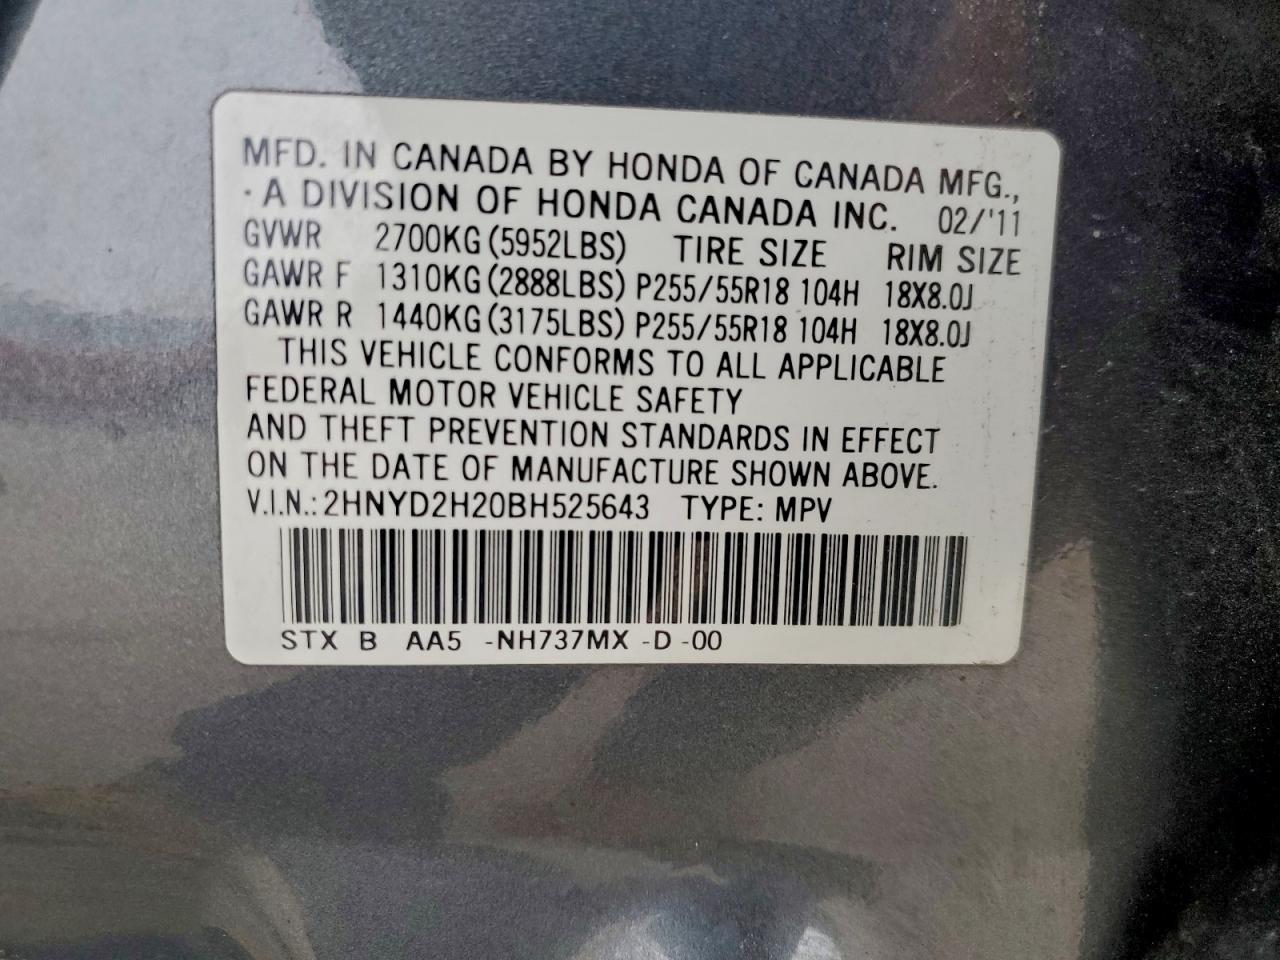 MFD. IN CANADA BY HONDA OF CANADA MFG.,
· A DIVISION OF HONDA CANADA INC. 02/'11
GVWR 2700KG(5952LBS) TIRE SIZE RIM SIZE
GAWR F 1310KG(2888LBS) P255/55R18 104H 18X8.0J
GAWR R 1440KG(3175LBS) P255/55R18 104H 18X8.0J
THIS VEHICLE CONFORMS TO ALL APPLICABLE
FEDERAL MOTOR VEHICLE SAFETY
AND THEFT PREVENTION STANDARDS IN EFFECT
ON THE DATE OF MANUFACTURE SHOWN ABOVE.
V.I.N.: 2HNYD2H20BH525643 TYPE: MPV
STX B AA5 -NH737MX -D -00